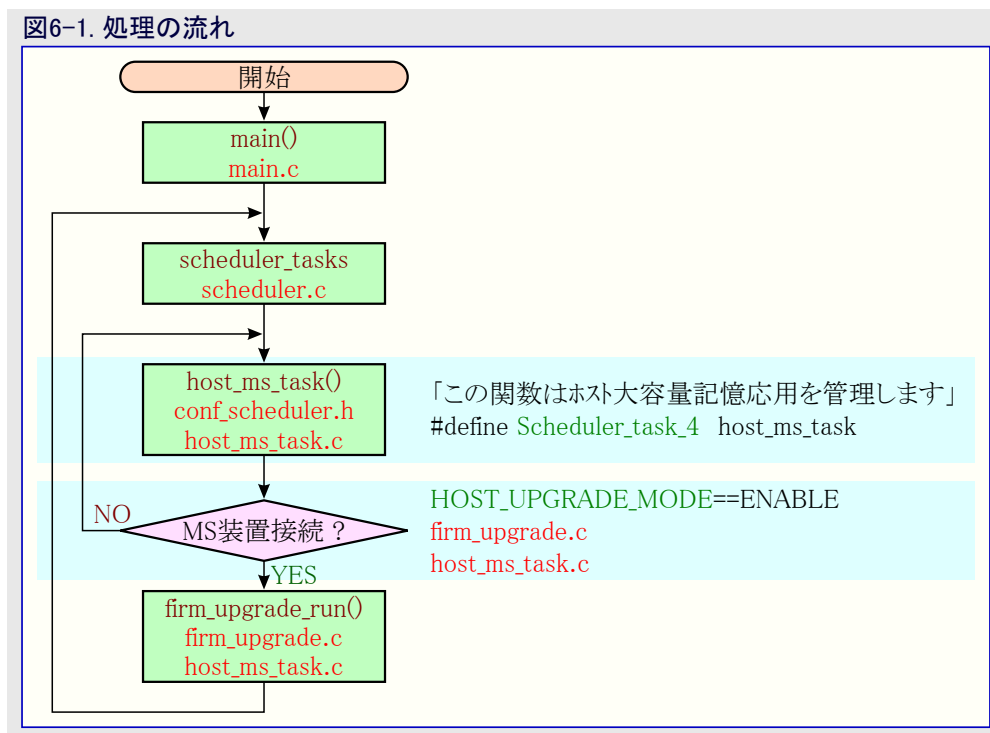 図6-1. 処理の流れ
開始
main()
main.c
scheduler_tasks
scheduler.c
host_ms_task()
conf_scheduler.h
host_ms_task.c
「この関数はホスト大容量記憶応用を管理します」
#define Scheduler_task_4 host_ms_task
NO
MS装置接続 ?
YES
HOST_UPGRADE_MODE==ENABLE
firm_upgrade.c
host_ms_task.c
firm_upgrade_run()
firm_upgrade.c
host_ms_task.c